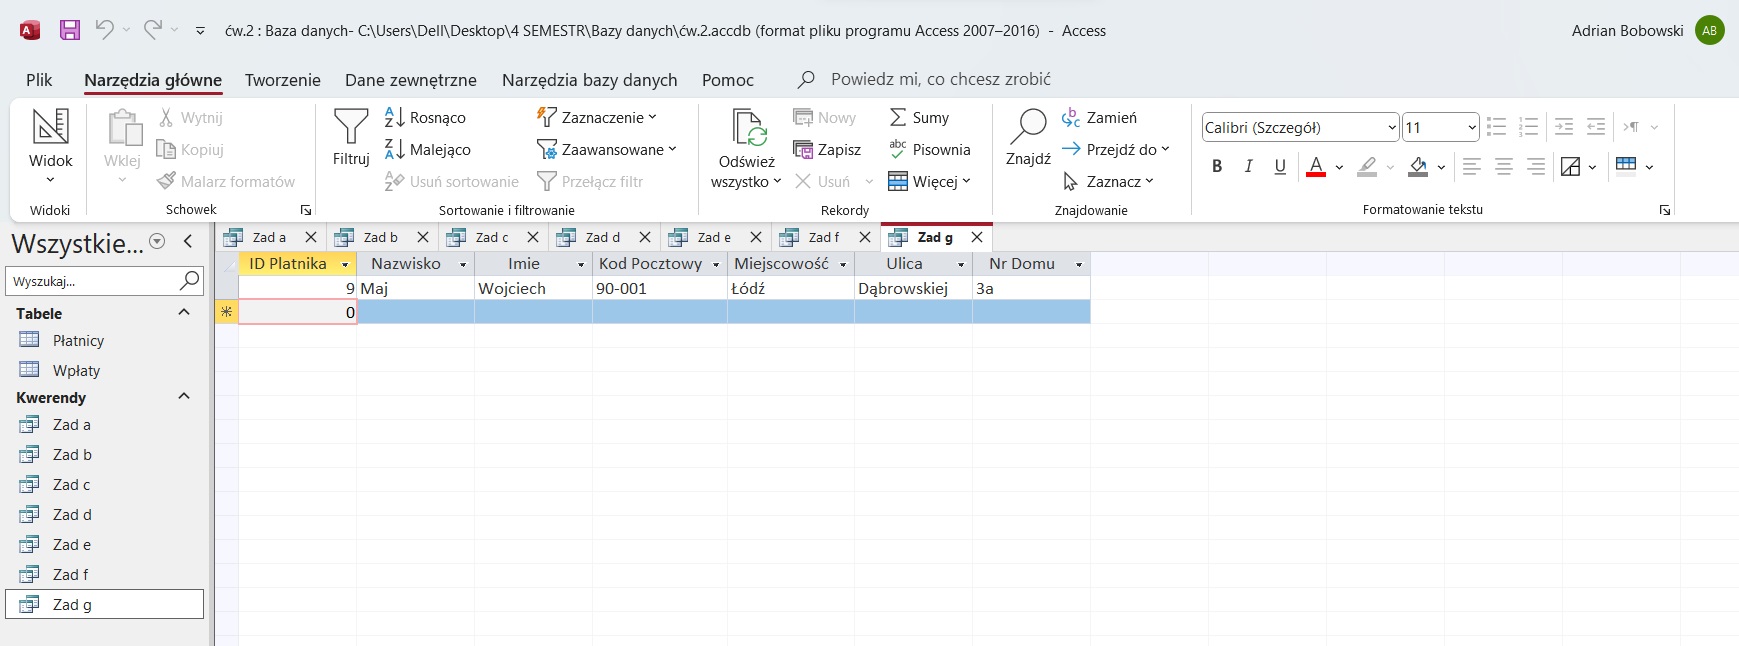 ćw.2 : Baza danych- C:\Users\Dell\Desktop\4 SEMESTR\Bazy danych\ćw.2.accdb (format pliku programu Access 2007–2016) - Access
Adrian Bobowski AB
Plik Narzędzia główne Tworzenie Dane zewnętrzne Narzędzia bazy danych Pomoc Powiedz mi, co chcesz zrobić
Widok
Widoki
Wklej
Wytnij
Kopiuj
Malarz formatów
Schowek
Filtruj
Rosnąco
Malejąco
Usuń sortowanie
Zaznaczenie
Zaawansowane
Przełącz filtr
Sortowanie i filtrowanie
Odśwież
wszystko
Nowy
Zapisz
Usuń
Sumy
Pisownia
Więcej
Rekordy
Znajdź
Zamień
Przejdź do
Zaznacz
Znajdowanie
Calibri (Szczegół) 11
B I U A
Formatowanie tekstu
Wszystkie...
Wyszukaj...
Tabele
Płatnicy
Wpłaty
Kwerendy
Zad a
Zad b
Zad c
Zad d
Zad e
Zad f
Zad g
Zad a Zad b Zad c Zad d Zad e Zad f Zad g
ID Platnika Nazwisko Imie Kod Pocztowy Miejscowość Ulica Nr Domu
9 Maj Wojciech 90-001 Łódź Dąbrowskiej 3a
0